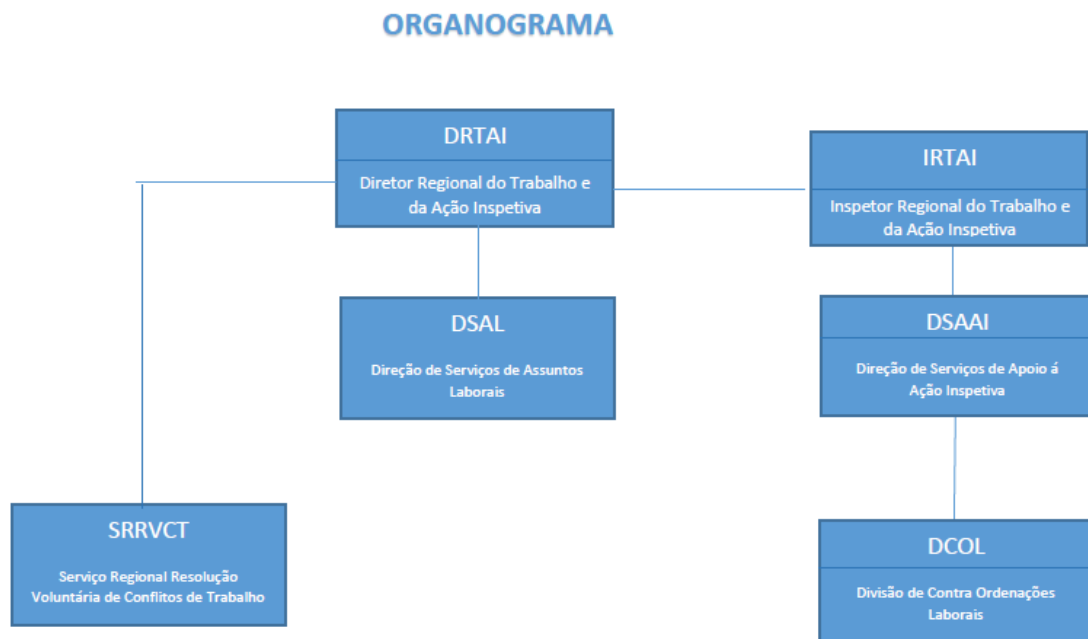 ORGANOGRAMA
DRTAI
Diretor Regional do Trabalho e
da Ação Inspetiva
IRTAI
Inspetor Regional do Trabalho e
da Ação Inspetiva
DSAL
Direção de Serviços de Assuntos
Laborais
DSAAI
Direção de Serviços de Apoio á
Ação Inspetiva
SRRVCT
Serviço Regional Resolução
Voluntária de Conflitos de Trabalho
DCOL
Divisão de Contra Ordenações
Laborais